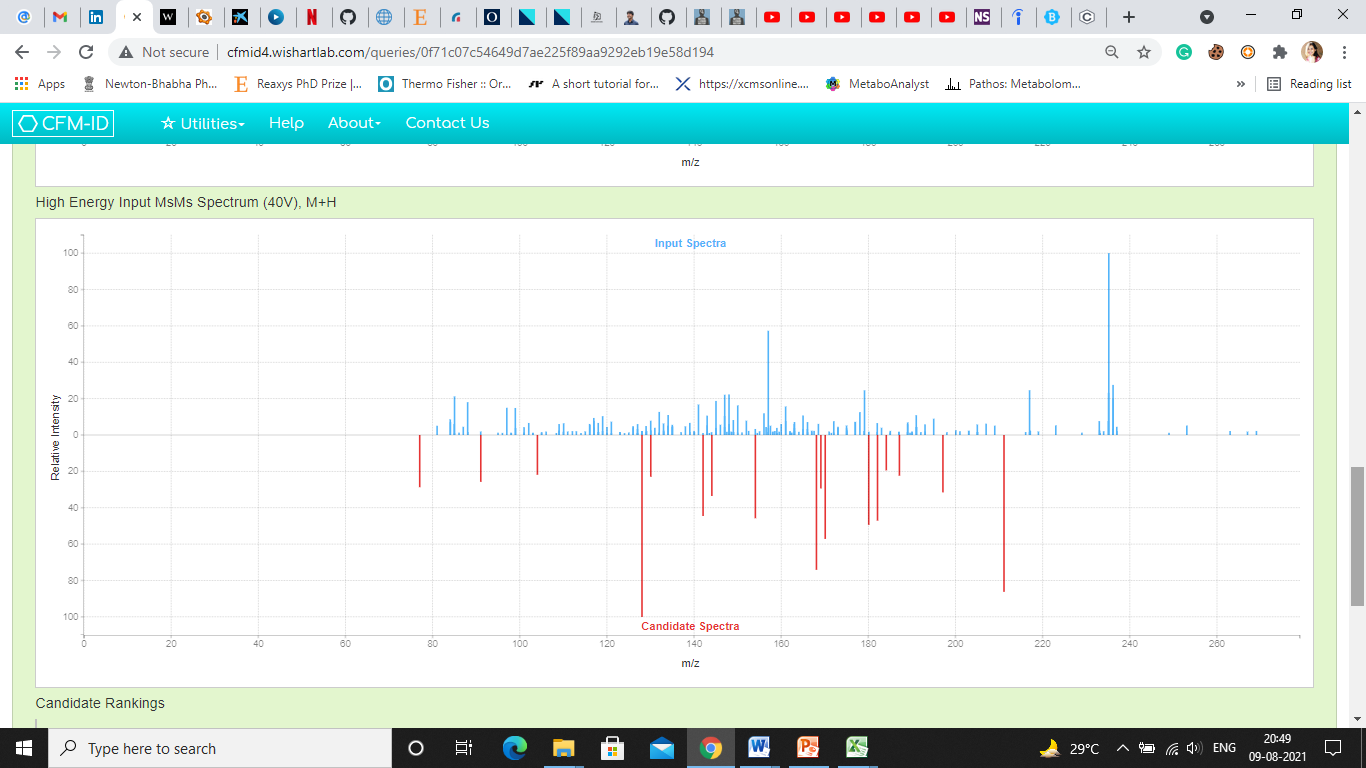 Not secure | cfmid4.wishartlab.com/queries/0f71c07c54649d7ae225f89aa9292eb19e58d194
Apps Newton-Bhabha Ph... Reaxys PhD Prize |... Thermo Fisher :: Or... A short tutorial for... https://xcmsonline.... MetaboAnalyst Pathos: Metabolom... » Reading list
CFM-ID ☆ Utilities Help About Contact Us
m/z
High Energy Input MsMs Spectrum (40V), M+H
Input Spectra
100
80
60
40
20
0
20
40
60
80
100
Relative Intensity
Candidate Spectra
0 20 40 60 80 100 120 140 160 180 200 220 240 260
m/z
Candidate Rankings
Type here to search
29°C ENG 20:49
09-08-2021